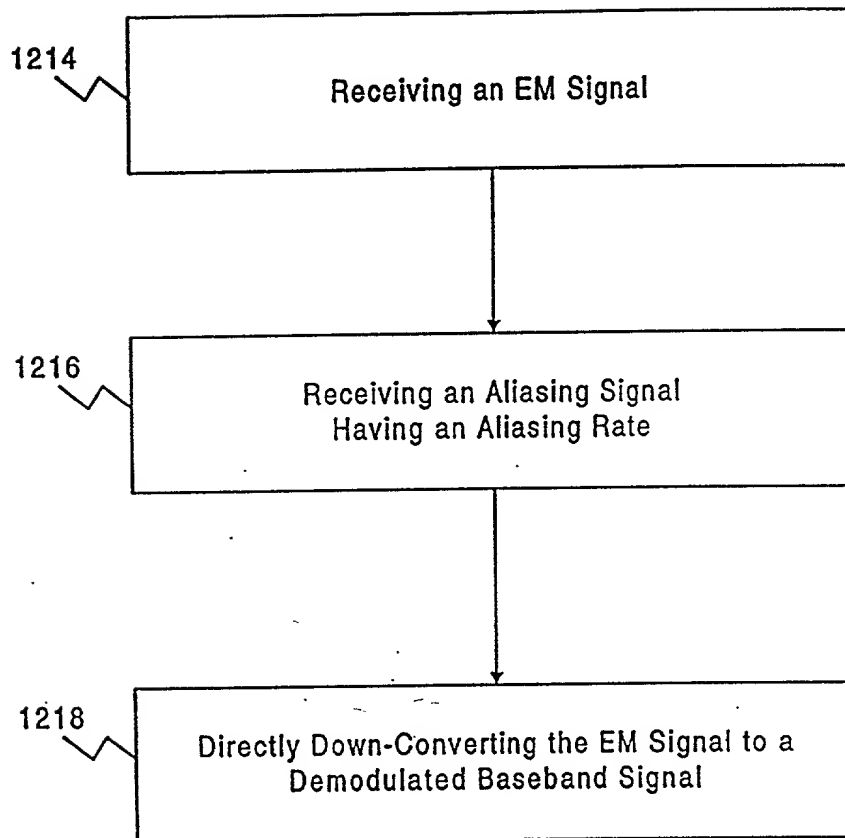 1214
Receiving an EM Signal
1216
Receiving an Aliasing Signal
Having an Aliasing Rate
1218
Directly Down-Converting the EM Signal to a
Demodulated Baseband Signal